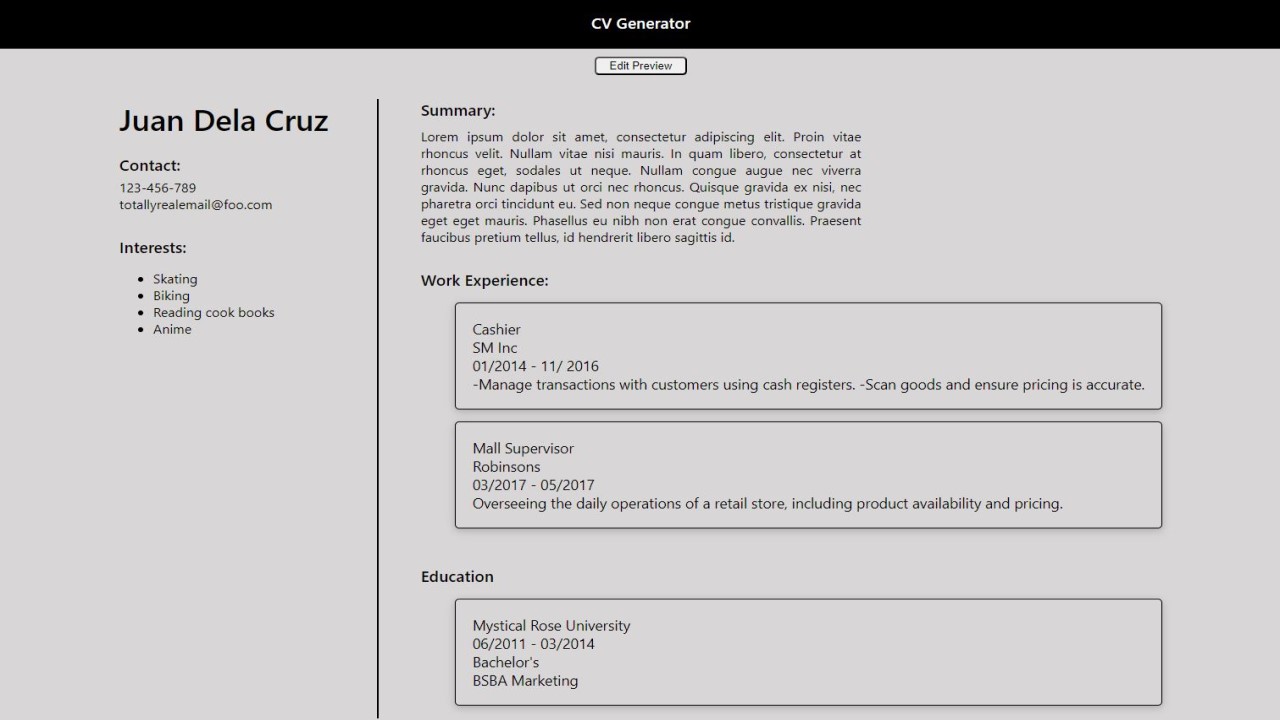 CV Generator
Edit Preview
Juan Dela Cruz
Contact:
123-456-789
totallyrealemail@foo.com
Interests:
Skating
Biking
Reading cook books
Anime
Summary:
Lorem ipsum dolor sit amet, consectetur adipiscing elit. Proin vitae
rhoncus velit. Nullam vitae nisi mauris. In quam libero, consectetur at
rhoncus eget, sodales ut neque. Nullam congue augue nec viverra
gravida. Nunc dapibus ut orci nec rhoncus. Quisque gravida ex nisi, nec
pharetra orci tincidunt eu. Sed non neque congue metus tristique gravida
eget eget mauris. Phasellus eu nibh non erat congue convallis. Praesent
faucibus pretium tellus, id hendrerit libero sagittis id.
Work Experience:
Cashier
SM Inc
01/2014 - 11/ 2016
-Manage transactions with customers using cash registers. -Scan goods and ensure pricing is accurate.
Mall Supervisor
Robinsons
03/2017 - 05/2017
Overseeing the daily operations of a retail store, including product availability and pricing.
Education
Mystical Rose University
06/2011 - 03/2014
Bachelor's
BSBA Marketing